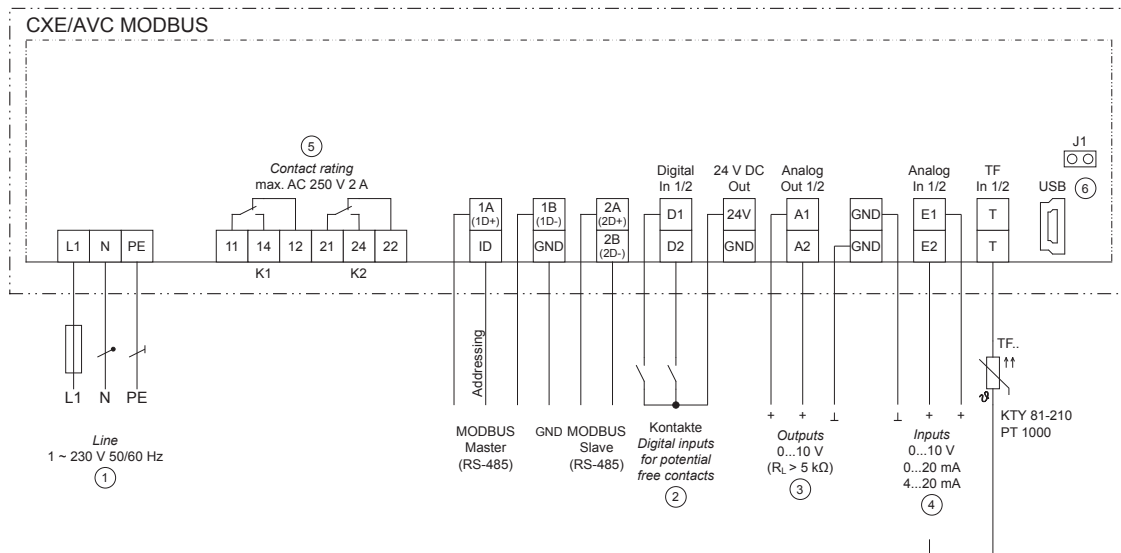 CXE/AVC MODBUS
J1
5
Contact rating
max. AC 250 V 2 A
Digital
In 1/2
24 V DC
Out
Analog
Out 1/2
Analog
In 1/2
TF
In 1/2
USB
6
1A
(1D+)
1B
(1D-)
2A
(2D+)
D1
24V
A1
GND
E1
T
L1
N
PE
11
14
12
21
24
22
ID
GND
2B
(2D-)
D2
GND
A2
GND
E2
T
K1
K2
Addressing
TF..
ϑ
KTY 81-210
PT 1000
L1
N
PE
Line
1 ~ 230 V 50/60 Hz
1
MODBUS
Master
(RS-485)
GND
MODBUS
Slave
(RS-485)
Kontakte
Digital inputs
for potential
free contacts
2
+ + ⊥
Outputs
0...10 V
(RL > 5 kΩ)
3
⊥ + +
Inputs
0...10 V
0...20 mA
4...20 mA
4